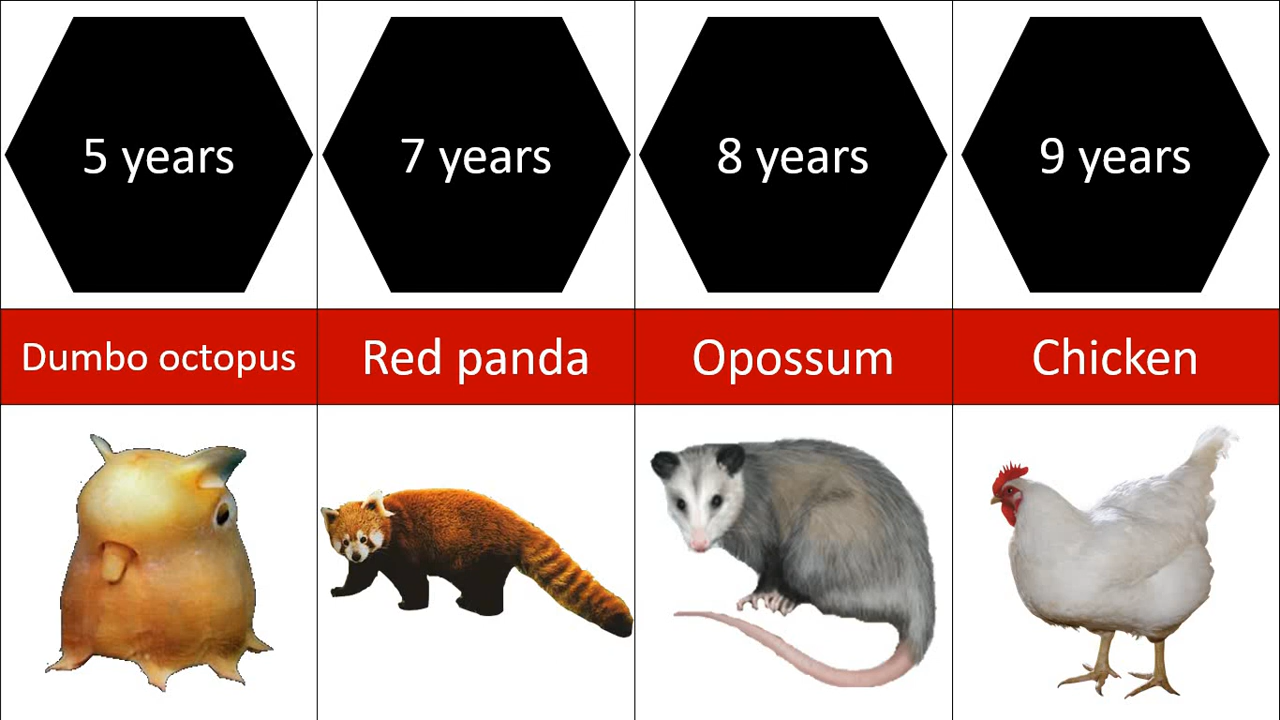 5 years
7 years
8 years
9 years
Dumbo octopus
Red panda
Opossum
Chicken